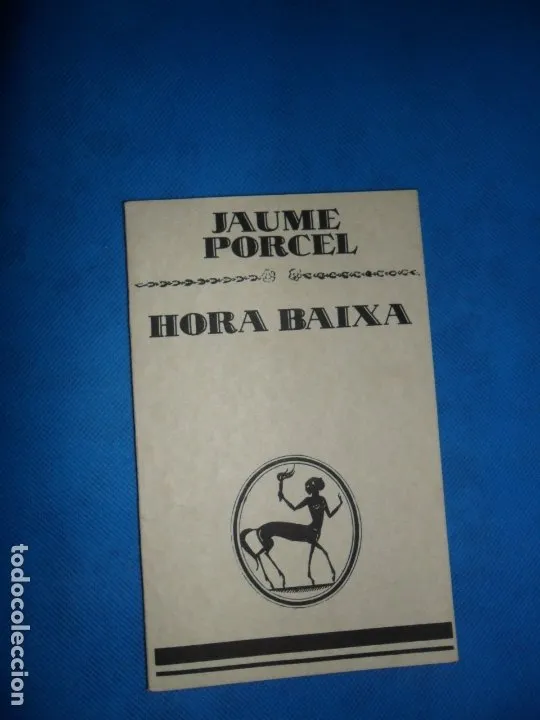 JAUME
PORCEL
HORA BAIXA
todocoleccion